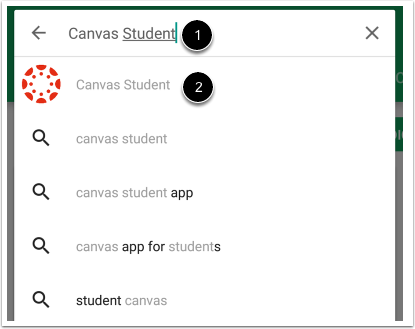 Canvas Student 1
Canvas Student 2
canvas student
canvas student app
canvas app for students
student canvas